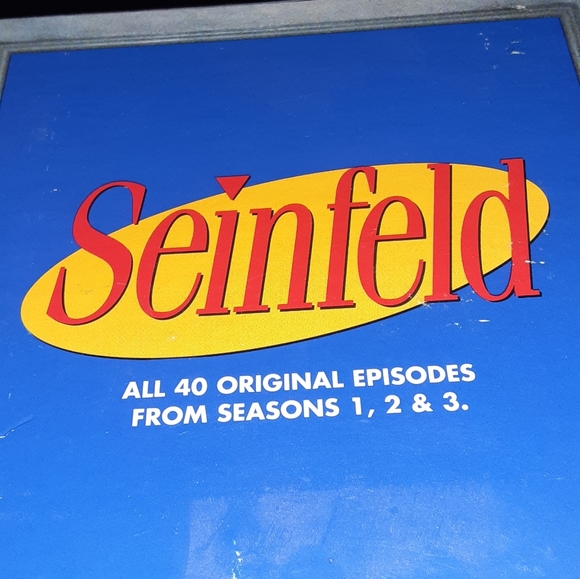 Seinfeld
ALL 40 ORIGINAL EPISODES
FROM SEASONS 1, 2 & 3.